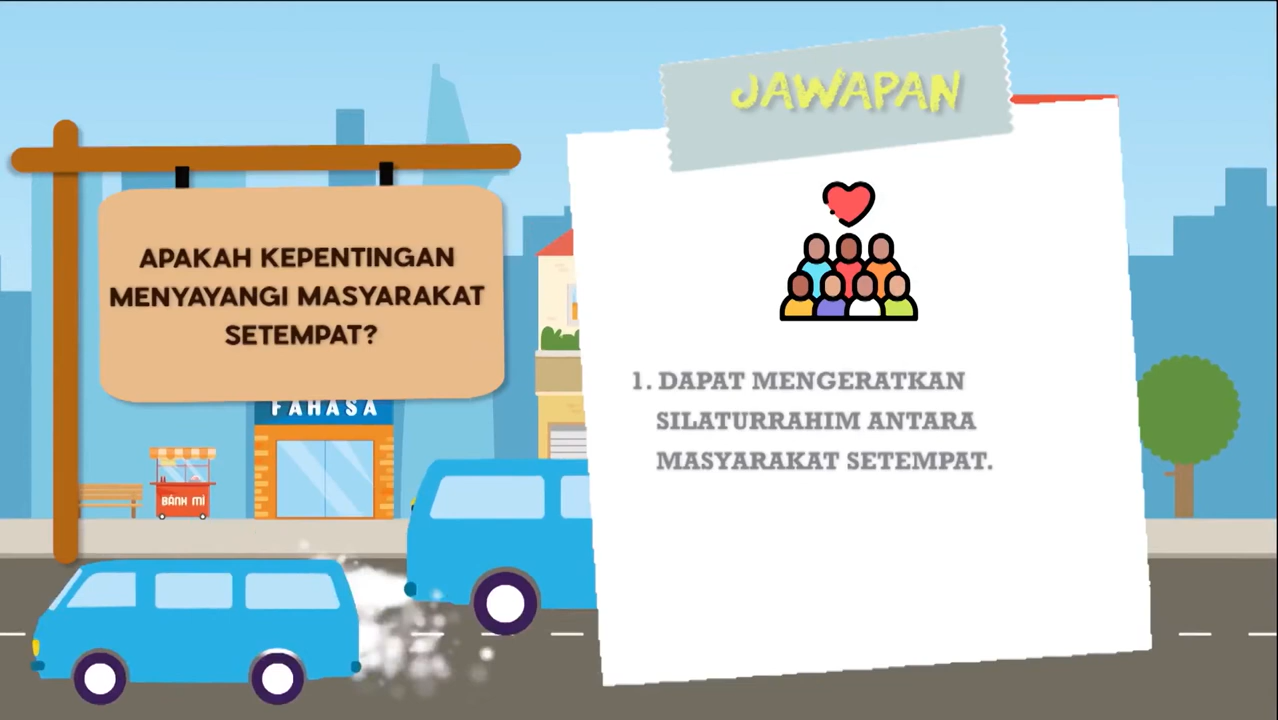 APAKAH KEPENTINGAN
MENYAYANGI MASYARAKAT
SETEMPAT?
FAHASA
BÁNH MÌ
JAWAPAN
1. DAPAT MENGERATKAN
SILATURRAHIM ANTARA
MASYARAKAT SETEMPAT.